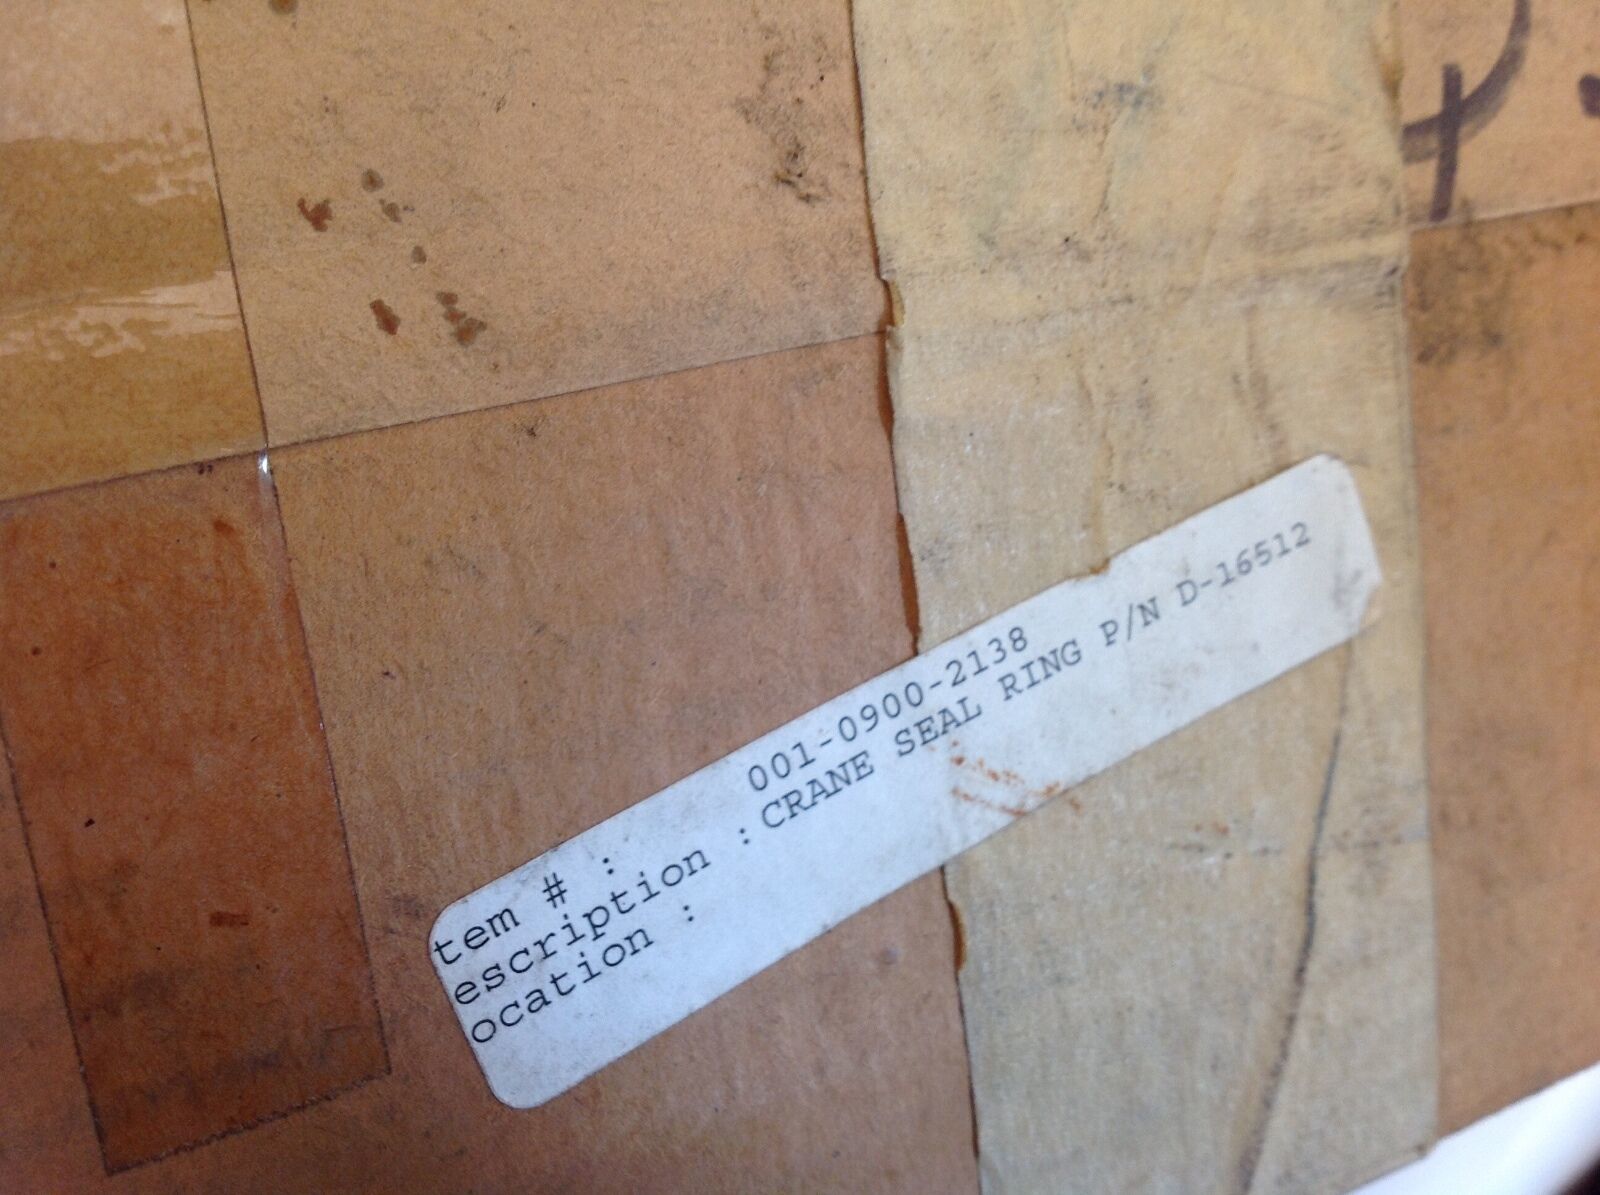 tem # : 001-0900-2138
escription : CRANE SEAL RING P/N D-16512
ocation :